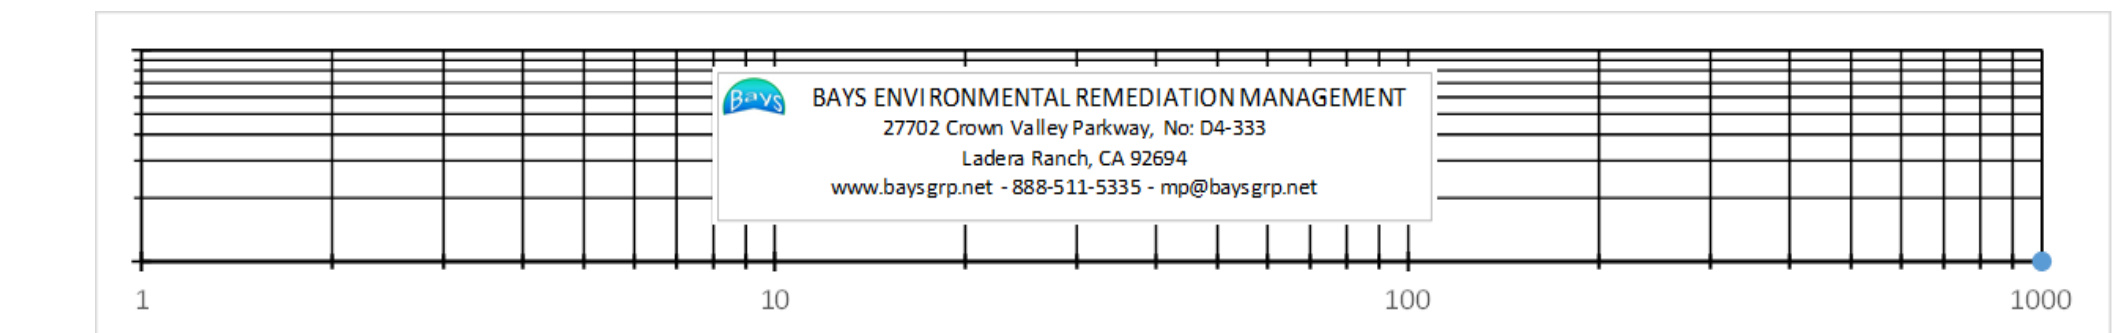 Bays
BAYS ENVIRONMENTAL REMEDIATION MANAGEMENT
27702 Crown Valley Parkway, No: D4-333
Ladera Ranch, CA 92694
www.baysgrp.net - 888-511-5335 - mp@baysgrp.net
1 10 100 1000